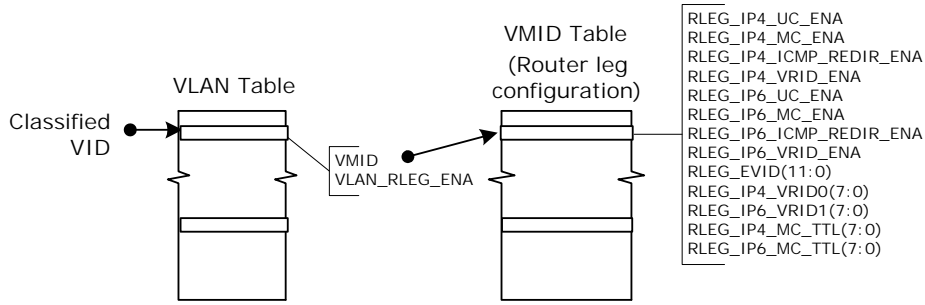 Classified
VID
VLAN Table
VMID
VLAN_RLEG_ENA
VMID Table
(Router leg
configuration)
RLEG_IP4_UC_ENA
RLEG_IP4_MC_ENA
RLEG_IP4_ICMP_REDIR_ENA
RLEG_IP4_VRID_ENA
RLEG_IP6_UC_ENA
RLEG_IP6_MC_ENA
RLEG_IP6_ICMP_REDIR_ENA
RLEG_IP6_VRID_ENA
RLEG_EVID(11:0)
RLEG_IP4_VRID0(7:0)
RLEG_IP6_VRID1(7:0)
RLEG_IP4_MC_TTL(7:0)
RLEG_IP6_MC_TTL(7:0)